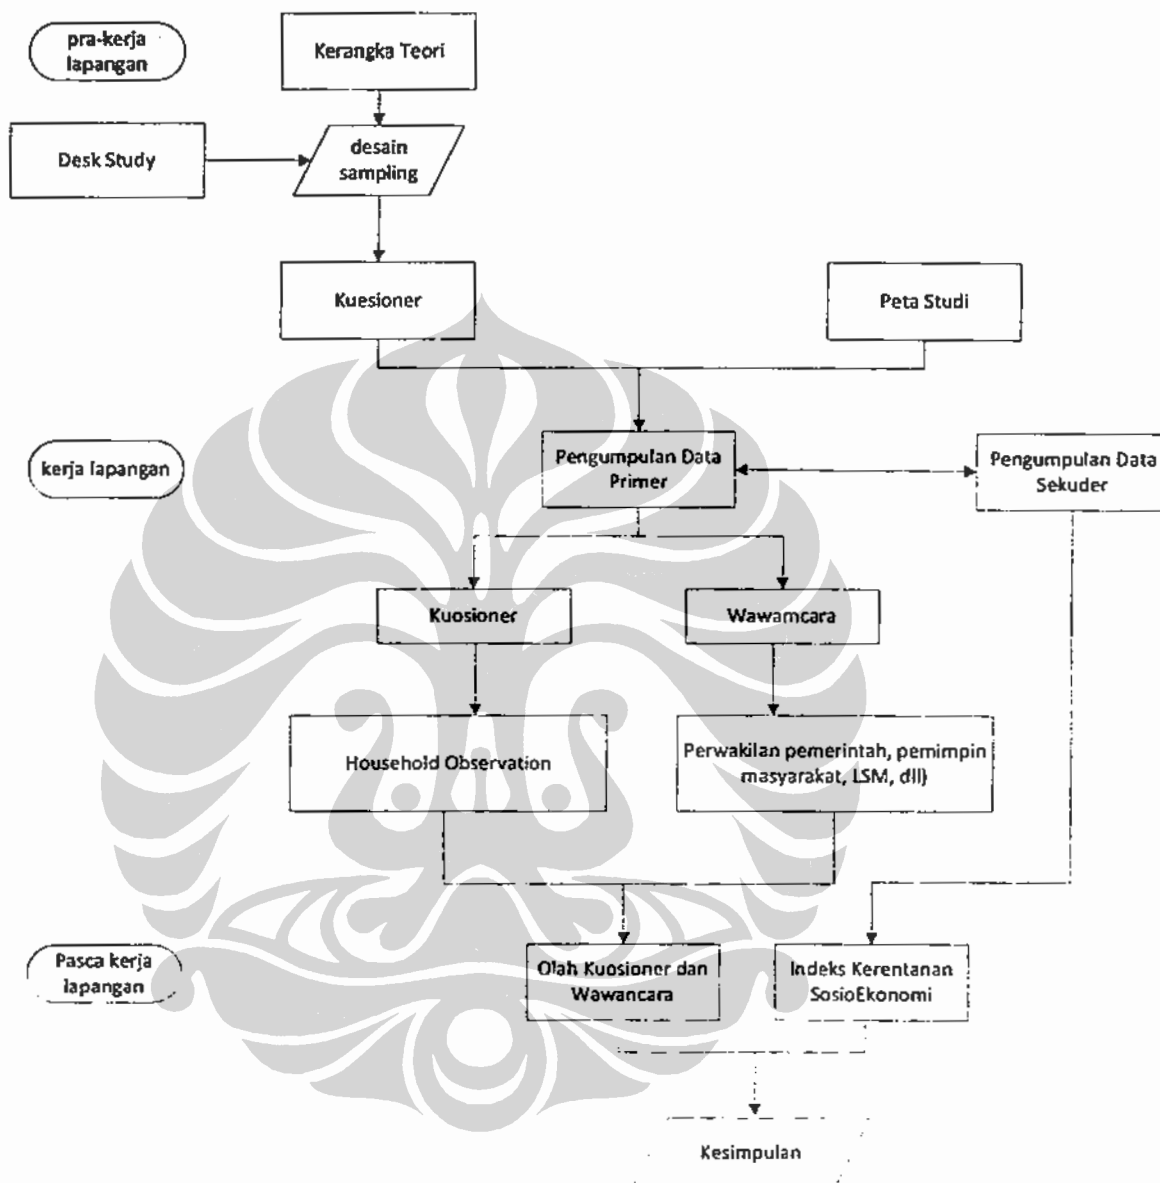 pra-kerja
lapangan
Kerangka Teori
Desk Study
desain
sampling
Kuesioner
Peta Studi
kerja lapangan
Pengumpulan Data
Primer
Pengumpulan Data
Sekuder
Kuosioner
Wawamcara
Household Observation
Perwakilan pemerintah, pemimpin
masyarakat, LSM, dll)
Pasca kerja
lapangan
Olah Kuosioner dan
Wawancara
Indeks Kerentanan
SosioEkonomi
Kesimpulan